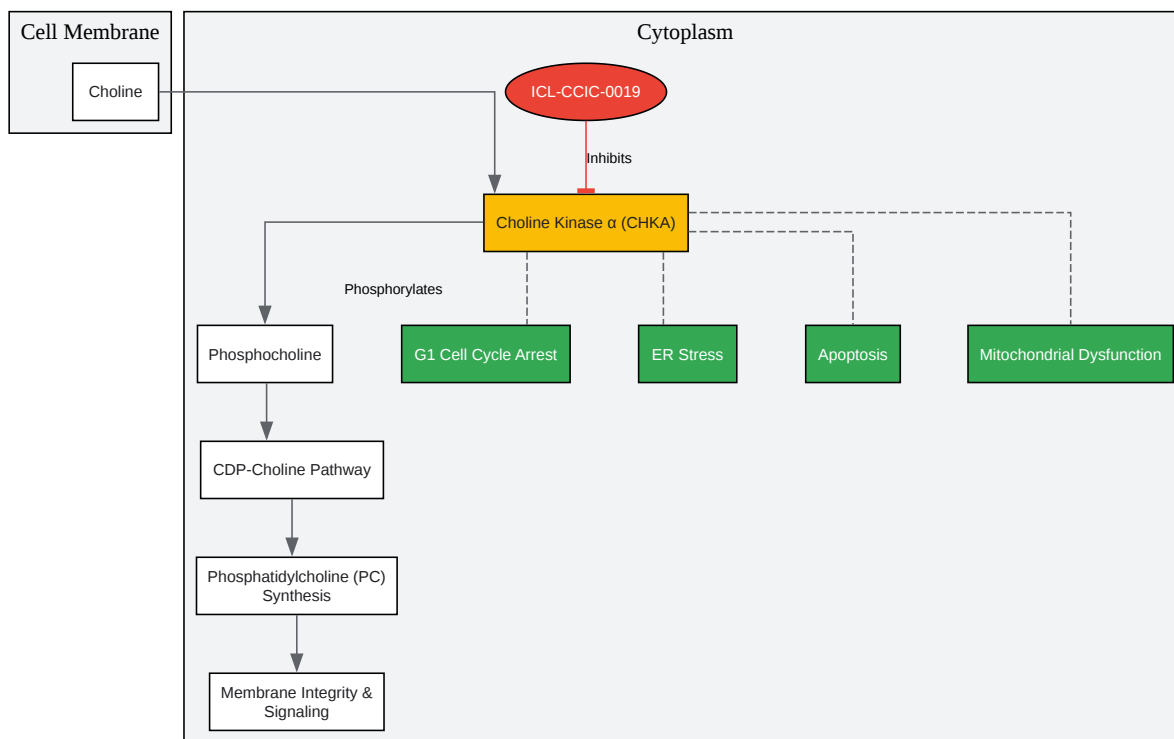 Cell Membrane
Cytoplasm
Choline
ICL-CCIC-0019
Inhibits
Choline Kinase α (CHKA)
Phosphorylates
Phosphocholine
G1 Cell Cycle Arrest
ER Stress
Apoptosis
Mitochondrial Dysfunction
CDP-Choline Pathway
Phosphatidylcholine (PC)
Synthesis
Membrane Integrity &
Signaling